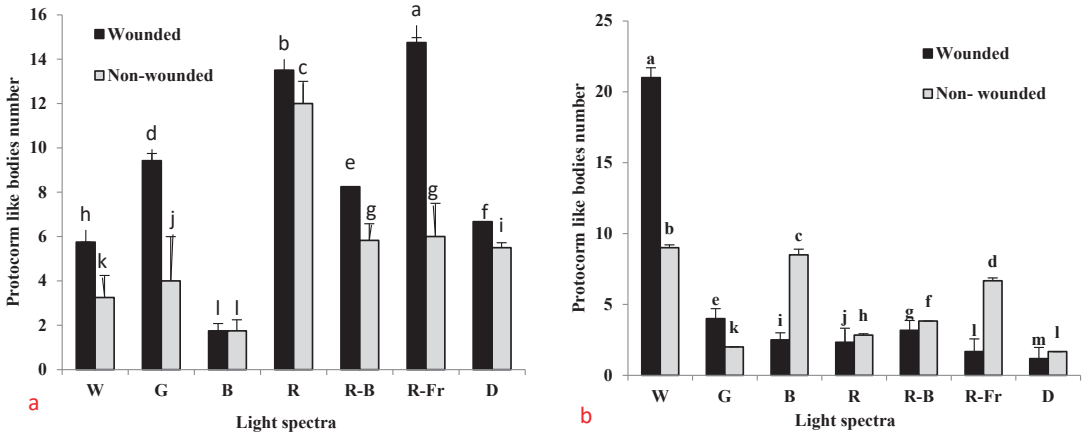 Protocorm like bodies number
16
14
12
10
8
6
4
2
0
Wounded
Non-wounded
h
k
d
j
l
l
b
c
e
g
a
g
f
i
W
G
B
R
R-B
R-Fr
D
Light spectra
a
Protocorm like bodies number
25
20
15
10
5
0
Wounded
Non- wounded
a
b
e
k
i
c
j
h
g
f
l
d
m
l
W
G
B
R
R-B
R-Fr
D
Light spectra
b